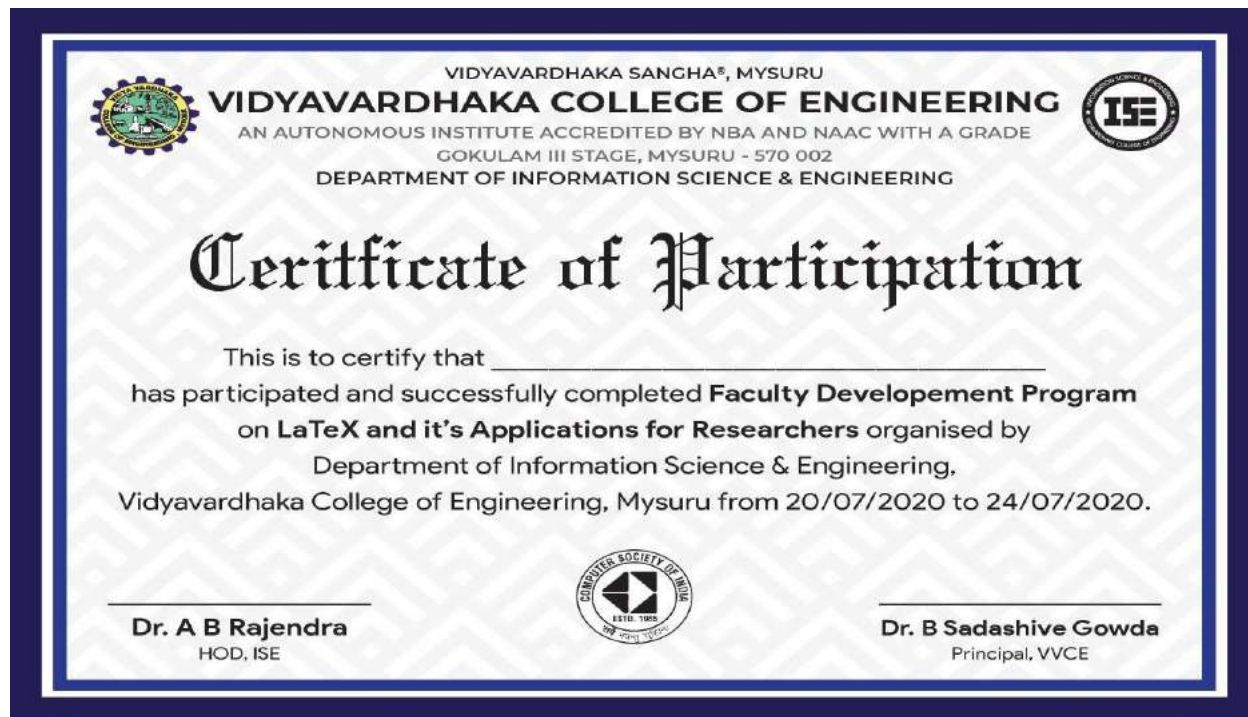 VIDYAVARDHAKA SANGHA®, MYSURU
VIDYAVARDHAKA COLLEGE OF ENGINEERING
AN AUTONOMOUS INSTITUTE ACCREDITED BY NBA AND NAAC WITH A GRADE
GOKULAM III STAGE, MYSURU - 570 002
DEPARTMENT OF INFORMATION SCIENCE & ENGINEERING
ISE
Ceritficate of Participation
This is to certify that
has participated and successfully completed Faculty Developement Program
on LaTeX and it's Applications for Researchers organised by
Department of Information Science & Engineering,
Vidyavardhaka College of Engineering, Mysuru from 20/07/2020 to 24/07/2020.
COMPUTER SOCIETY OF INDIA
ESTD. 1965
Dr. A B Rajendra
HOD, ISE
Dr. B Sadashive Gowda
Principal, VVCE